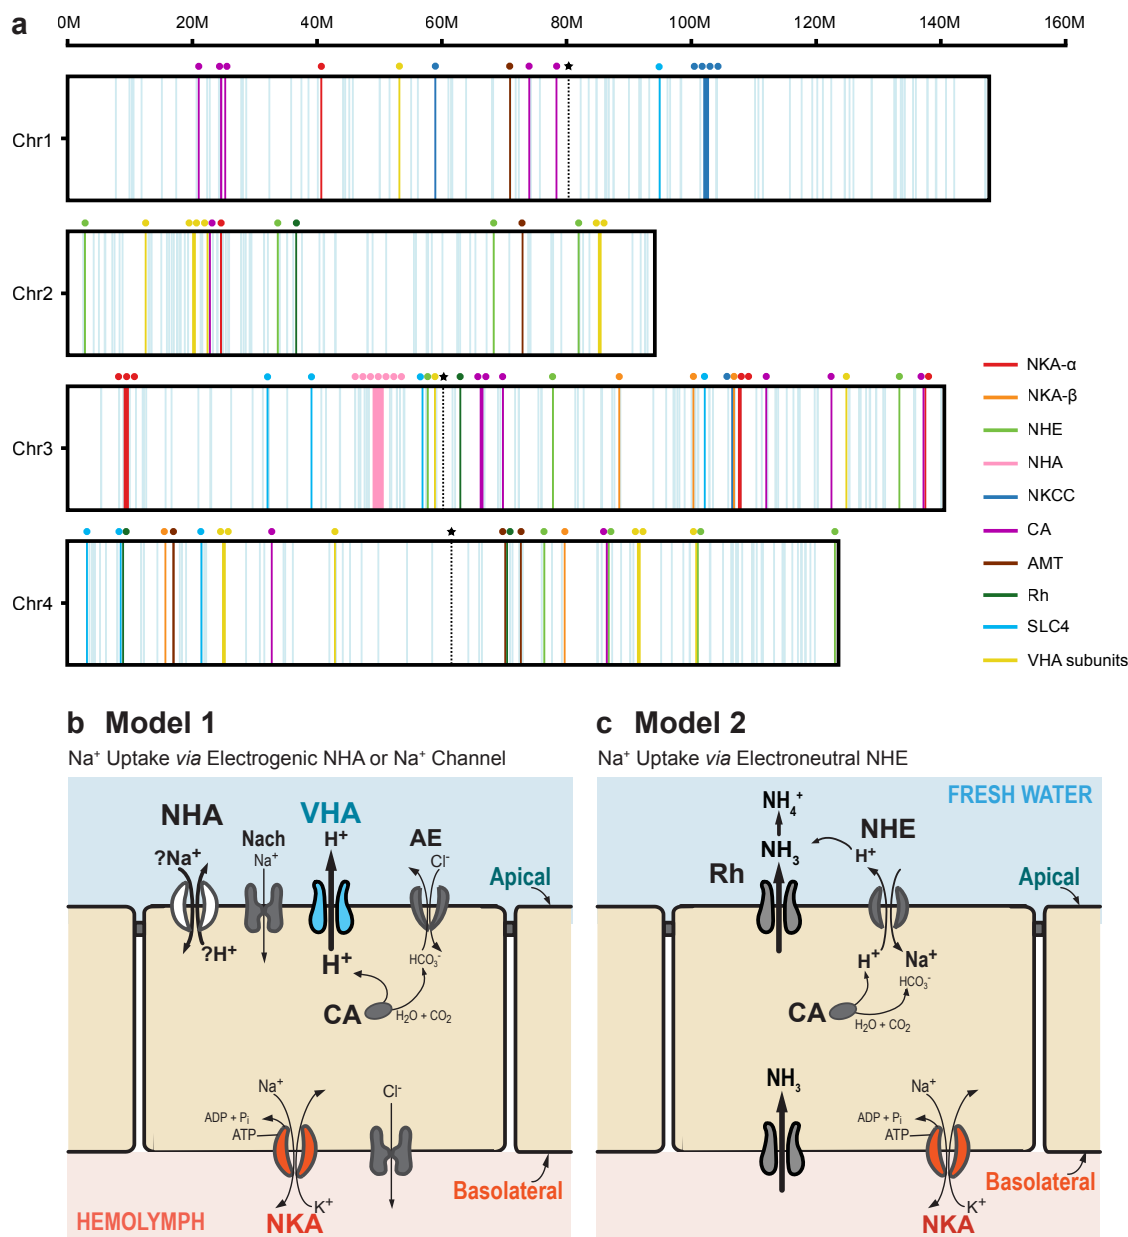 a
0M 20M 40M 60M 80M 100M 120M 140M 160M
Chr1
Chr2
Chr3
Chr4
NKA-α
NKA-β
NHE
NHA
NKCC
CA
AMT
Rh
SLC4
VHA subunits
b Model 1
Na⁺ Uptake via Electrogenic NHA or Na⁺ Channel
NHA
VHA
Nach
AE
?Na⁺
Na⁺
H⁺
Cl⁻
Apical
?H⁺
H⁺
HCO₃⁻
CA
H₂O + CO₂
Na⁺
Cl⁻
ADP + Pᵢ
ATP
K⁺
Basolateral
HEMOLYMPH
NKA
c Model 2
Na⁺ Uptake via Electroneutral NHE
FRESH WATER
NH₄⁺
NHE
NH₃
H⁺
Rh
Apical
H⁺
Na⁺
HCO₃⁻
CA
H₂O + CO₂
NH₃
Na⁺
ADP + Pᵢ
ATP
K⁺
Basolateral
NKA